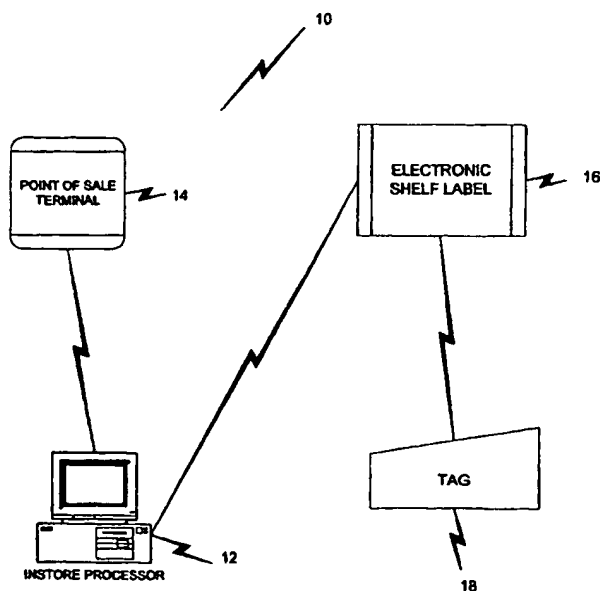 10
POINT OF SALE
TERMINAL
14
ELECTRONIC
SHELF LABEL
16
TAG
12
INSTORE PROCESSOR
18